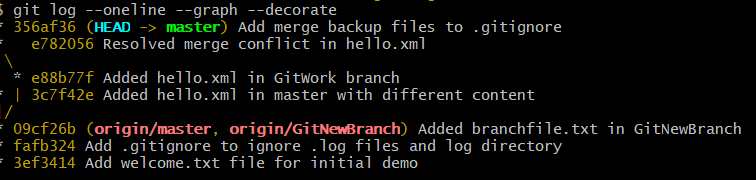 $ git log --oneline --graph --decorate
* 356af36 (HEAD -> master) Add merge backup files to .gitignore
*   e782056 Resolved merge conflict in hello.xml
\
  * e88b77f Added hello.xml in GitWork branch
* | 3c7f42e Added hello.xml in master with different content
|/
* 09cf26b (origin/master, origin/GitNewBranch) Added branchfile.txt in GitNewBranch
* fafb324 Add .gitignore to ignore .log files and log directory
* 3ef3414 Add welcome.txt file for initial demo